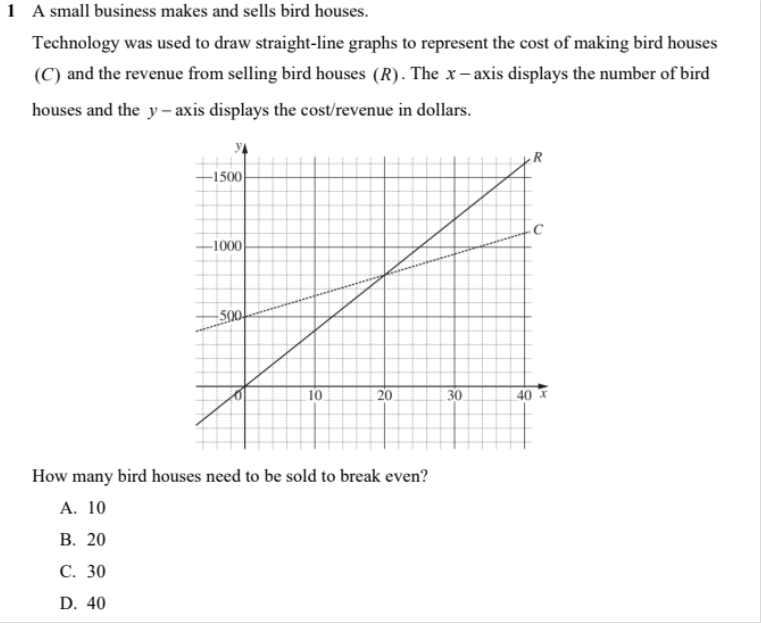 1 A small business makes and sells bird houses.
Technology was used to draw straight-line graphs to represent the cost of making bird houses
(C) and the revenue from selling bird houses (R). The x – axis displays the number of bird
houses and the y – axis displays the cost/revenue in dollars.
y
R
1500
C
1000
500
0 10 20 30 40 x
How many bird houses need to be sold to break even?
A. 10
B. 20
C. 30
D. 40